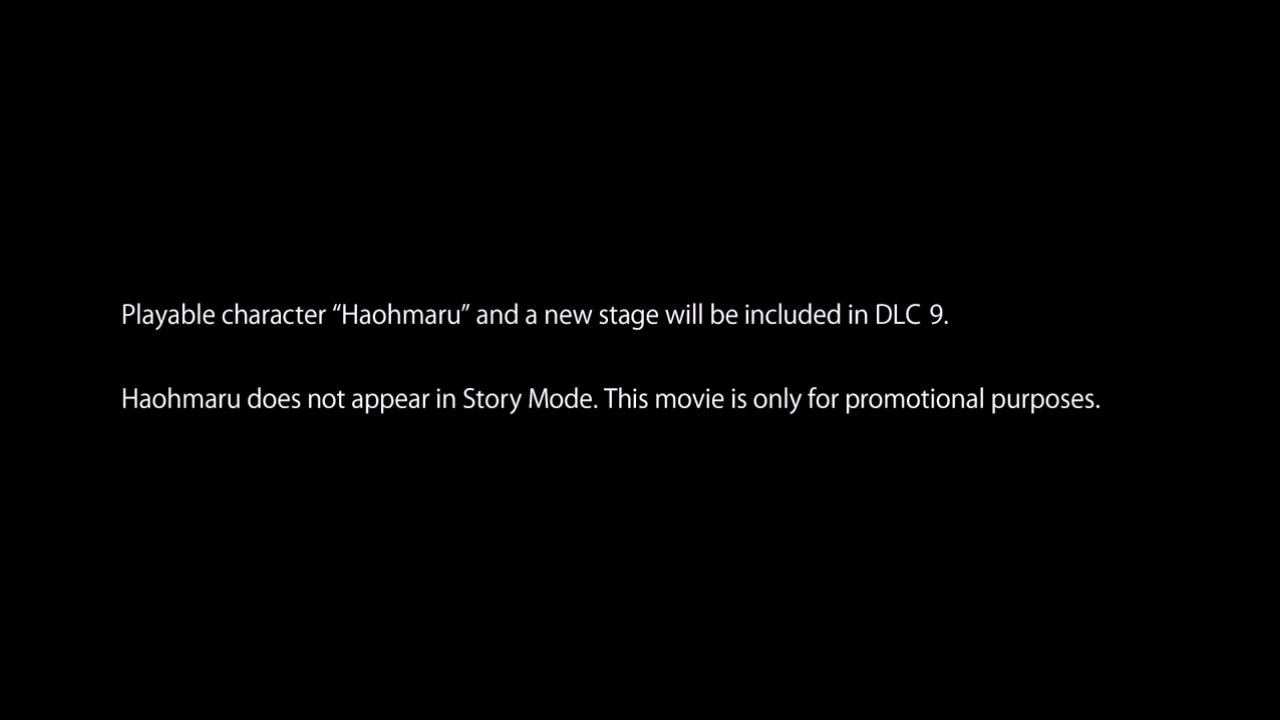 Playable character “Haohmaru” and a new stage will be included in DLC 9.
Haohmaru does not appear in Story Mode. This movie is only for promotional purposes.